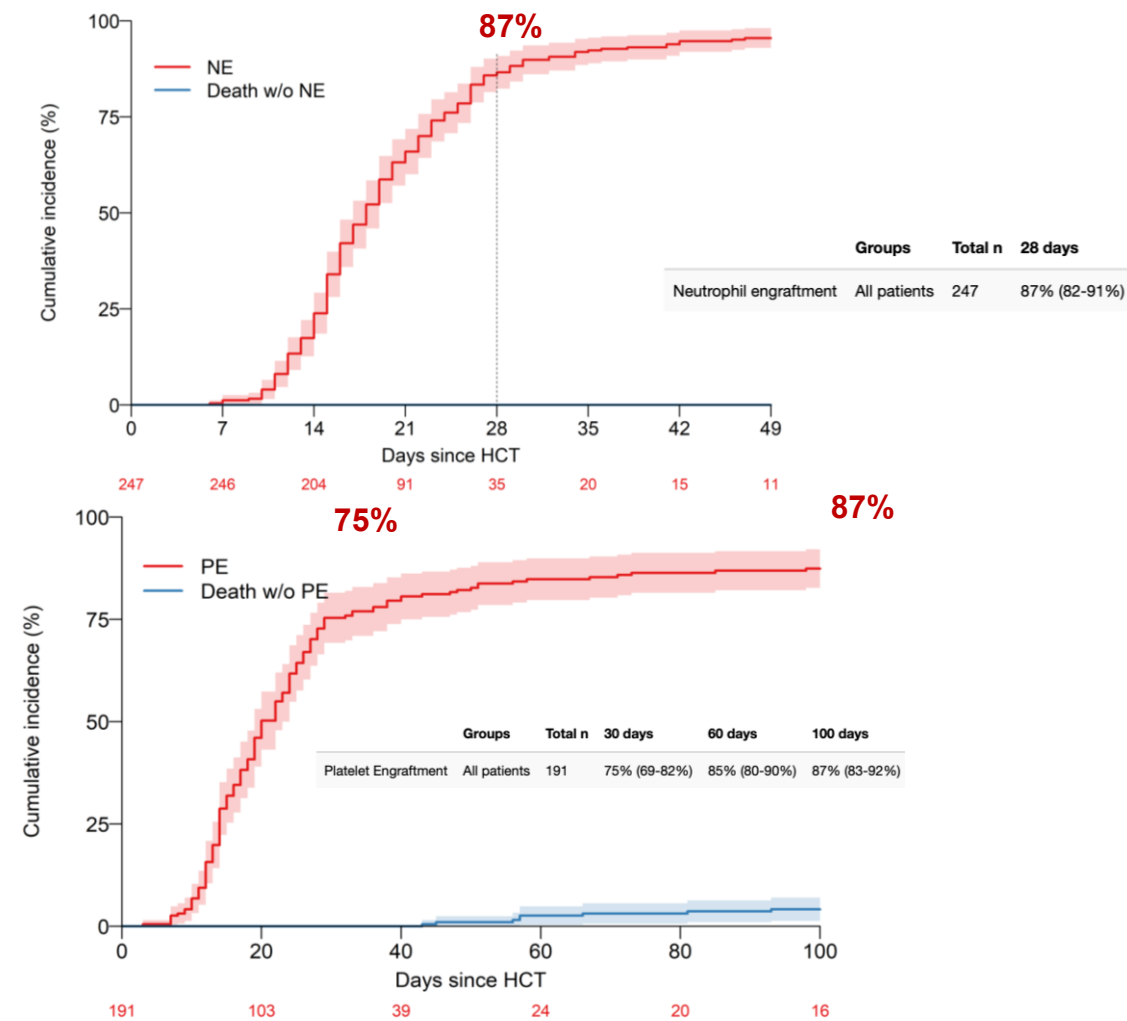 87%
100
75
50
25
0
Cumulative incidence (%)
NE
Death w/o NE
Groups Total n 28 days
Neutrophil engraftment All patients 247 87% (82-91%)
0 7 14 21 28 35 42 49
Days since HCT
247 246 204 91 35 20 15 11
75%
87%
100
75
50
25
0
Cumulative incidence (%)
PE
Death w/o PE
Groups Total n 30 days 60 days 100 days
Platelet Engraftment All patients 191 75% (69-82%) 85% (80-90%) 87% (83-92%)
0 20 40 60 80 100
Days since HCT
191 103 39 24 20 16